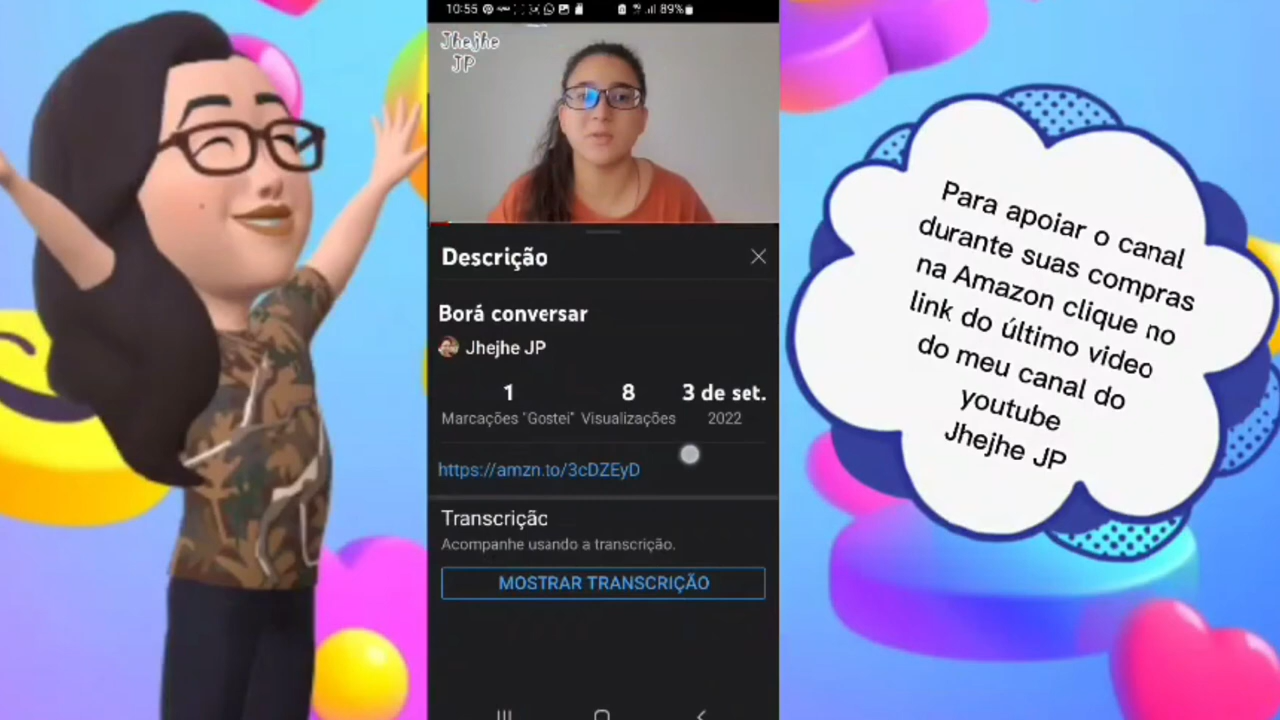 10:55
89%
Jhejhe
JP
Descrição
Borá conversar
Jhejhe JP
1 8 3 de set.
Marcações "Gostei" Visualizações 2022
https://amzn.to/3cDZEyD
Transcrição
Acompanhe usando a transcrição.
MOSTRAR TRANSCRIÇÃO
Para apoiar o canal
durante suas compras
na Amazon clique no
link do último video
do meu canal do
youtube
Jhejhe JP